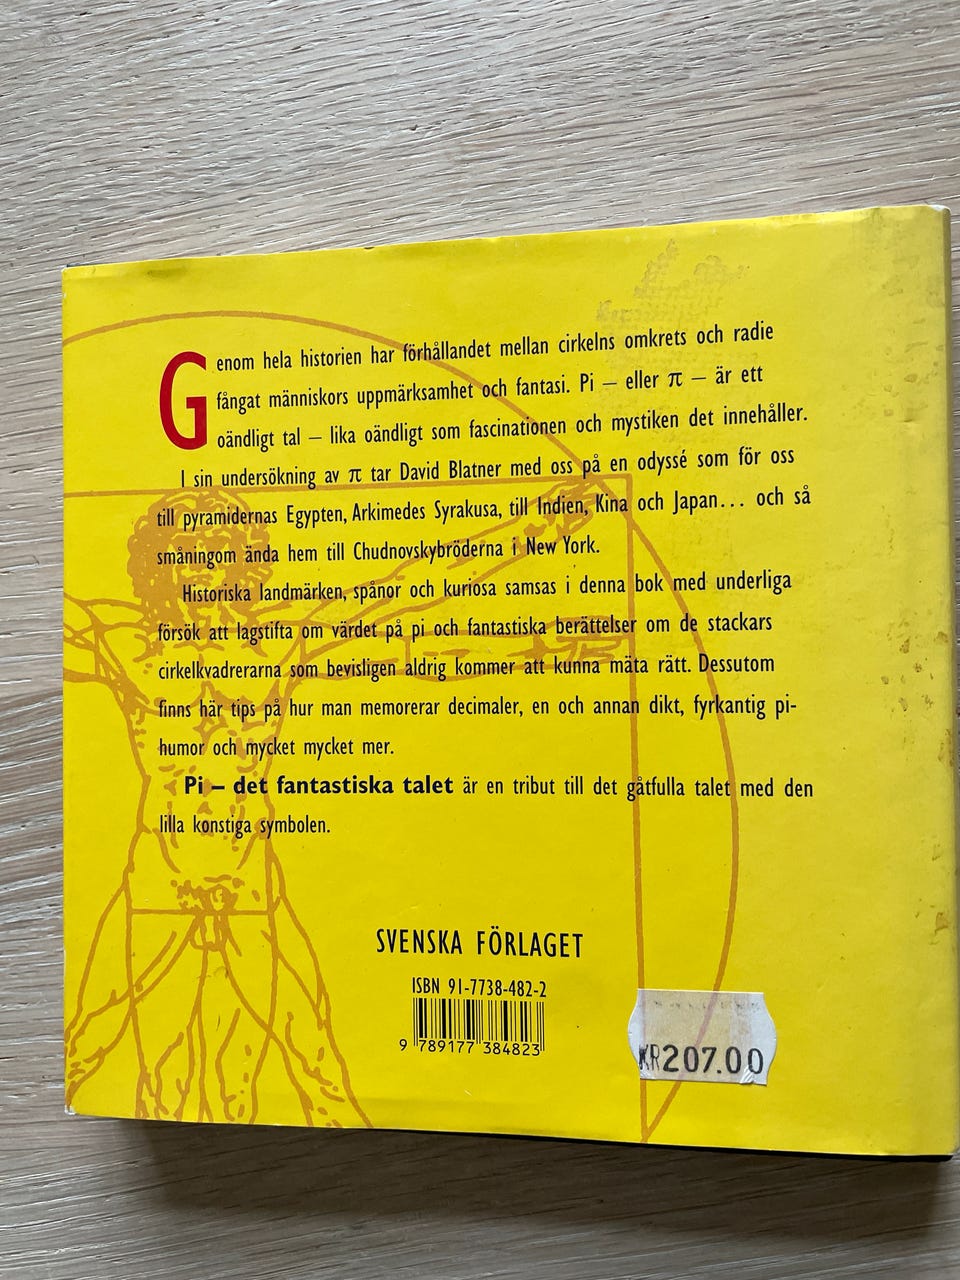 Genom hela historien har förhållandet mellan cirkelns omkrets och radie
fångat människors uppmärksamhet och fantasi. Pi – eller π – är ett
oändligt tal – lika oändligt som fascinationen och mystiken det innehåller.
I sin undersökning av π tar David Blatner med oss på en odyssé som för oss
till pyramidernas Egypten, Arkimedes Syrakusa, till Indien, Kina och Japan... och så
småningom ända hem till Chudnovskybröderna i New York.
Historiska landmärken, spånor och kuriosa samsas i denna bok med underliga
försök att lagstifta om värdet på pi och fantastiska berättelser om de stackars
cirkelkvadrerarna som bevisligen aldrig kommer att kunna mäta rätt. Dessutom
finns här tips på hur man memorerar decimaler, en och annan dikt, fyrkantig pi-
humor och mycket mycket mer.
Pi – det fantastiska talet är en tribut till det gåtfulla talet med den
lilla konstiga symbolen.
SVENSKA FÖRLAGET
ISBN 91-7738-482-2
9 789177 384823
KR207.00